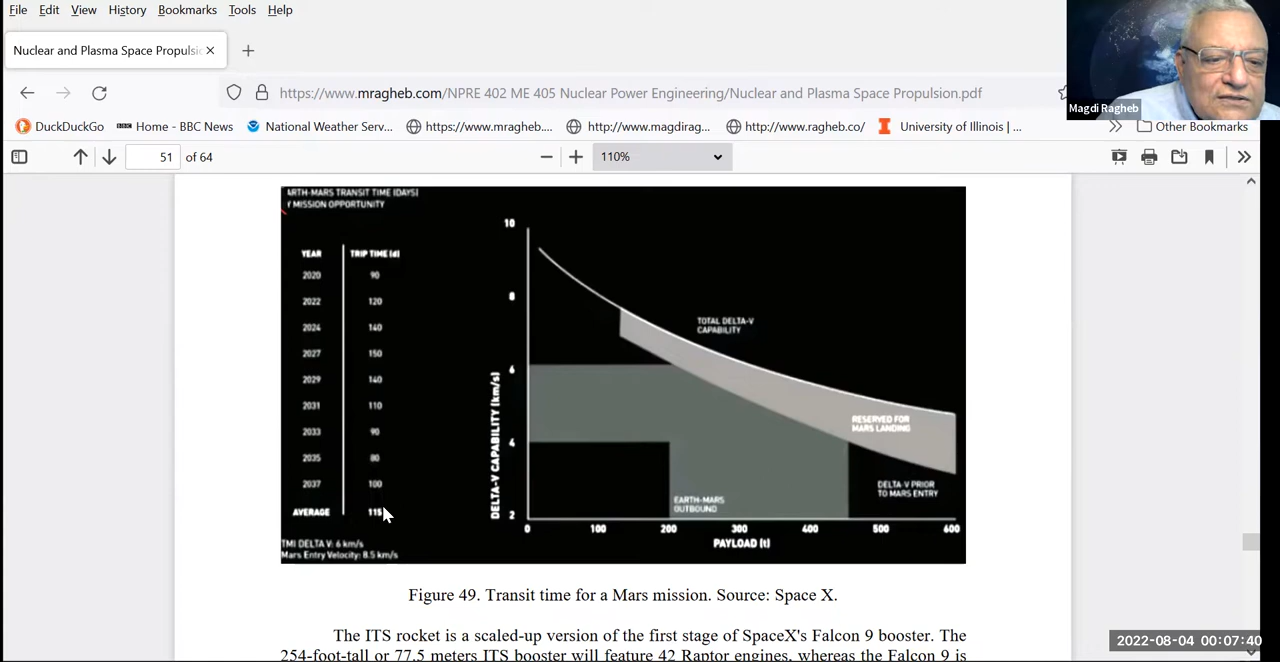 File Edit View History Bookmarks Tools Help
Nuclear and Plasma Space Propulsic
https://www.mragheb.com/NPRE 402 ME 405 Nuclear Power Engineering/Nuclear and Plasma Space Propulsion.pdf
Magdi Ragheb
DuckDuckGo BBC Home - BBC News National Weather Serv... https://www.mragheb.... http://www.magdirag... http://www.ragheb.co/ I University of Illinois | ... Other Bookmarks
51 of 64 110%
ARTH-MARS TRANSIT TIME (DAYS)
Y MISSION OPPORTUNITY
YEAR TRIP TIME (d)
2020 90
2022 120
2024 140
2027 150
2029 140
2031 110
2033 90
2035 80
2037 100
AVERAGE 115
TMI DELTA V: 6 km/s
Mars Entry Velocity: 8.5 km/s
DELTA-V CAPABILITY (km/s)
10
8
6
4
2
TOTAL DELTA-V
CAPABILITY
RESERVED FOR
MARS LANDING
DELTA-V PRIOR
TO MARS ENTRY
EARTH-MARS
OUTBOUND
0 100 200 300 400 500 600
PAYLOAD (t)
Figure 49. Transit time for a Mars mission. Source: Space X.
The ITS rocket is a scaled-up version of the first stage of SpaceX's Falcon 9 booster. The
254-foot-tall or 77.5 meters ITS booster will feature 42 Raptor engines, whereas the Falcon 9 is
2022-08-04 00:07:40